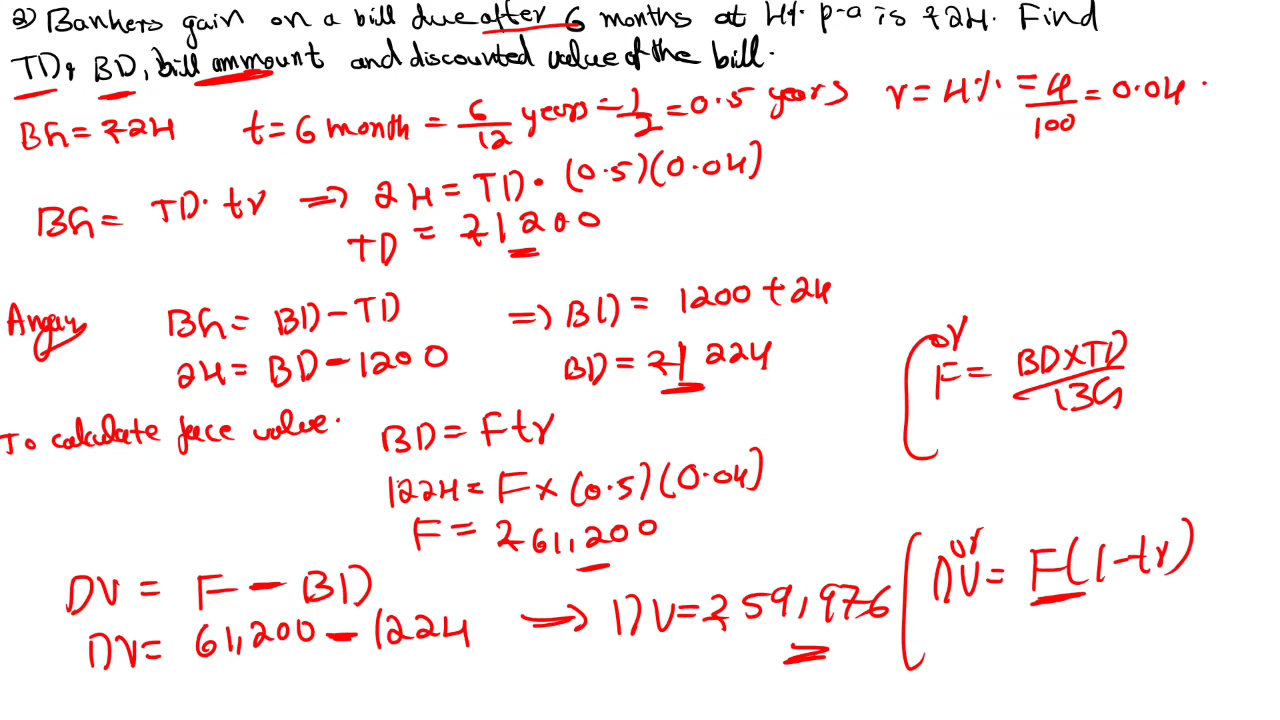 2) Bankers gain on a bill due after 6 months at 4% p-a is ₹24. Find
TD, BD, bill ammount and discounted value of the bill.
BG = ₹24 t = 6 month = 6/12 years = 1/2 = 0.5 years r = 4% = 4/100 = 0.04.
BG = TD. tr ⇒ 24 = TD. (0.5)(0.04)
TD = ₹1200
BG = BD - TD ⇒ BD = 1200 + 24
24 = BD - 1200 BD = ₹1224
or
F = BD×TD/BG
To calculate face value. BD = Ftr
1224 = F × (0.5)(0.04)
F = ₹61,200
DV = F - BD
DV = 61,200 - 1224 ⇒ DV = ₹59,976
or
DV = F(1-tr)